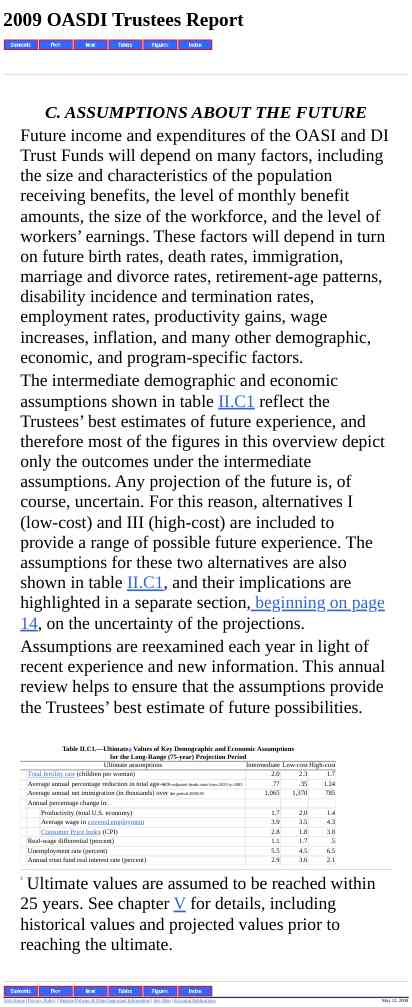 2009 OASDI Trustees Report
Contents Prev Next Tables Figures Index
C. ASSUMPTIONS ABOUT THE FUTURE
Future income and expenditures of the OASI and DI
Trust Funds will depend on many factors, including
the size and characteristics of the population
receiving benefits, the level of monthly benefit
amounts, the size of the workforce, and the level of
workers’ earnings. These factors will depend in turn
on future birth rates, death rates, immigration,
marriage and divorce rates, retirement-age patterns,
disability incidence and termination rates,
employment rates, productivity gains, wage
increases, inflation, and many other demographic,
economic, and program-specific factors.
The intermediate demographic and economic
assumptions shown in table II.C1 reflect the
Trustees’ best estimates of future experience, and
therefore most of the figures in this overview depict
only the outcomes under the intermediate
assumptions. Any projection of the future is, of
course, uncertain. For this reason, alternatives I
(low-cost) and III (high-cost) are included to
provide a range of possible future experience. The
assumptions for these two alternatives are also
shown in table II.C1, and their implications are
highlighted in a separate section, beginning on page
14, on the uncertainty of the projections.
Assumptions are reexamined each year in light of
recent experience and new information. This annual
review helps to ensure that the assumptions provide
the Trustees’ best estimate of future possibilities.
Table II.C1.—Ultimate Values of Key Demographic and Economic Assumptions
for the Long-Range (75-year) Projection Period
Ultimate assumptions Intermediate Low-cost High-cost
Total fertility rate (children per woman) 2.0 2.3 1.7
Average annual percentage reduction in total age-sex-adjusted death rates from 2033 to 2083 .77 .35 1.24
Average annual net immigration (in thousands) over the period 2009-83 1,065 1,370 785
Annual percentage change in:
Productivity (total U.S. economy) 1.7 2.0 1.4
Average wage in covered employment 3.9 3.5 4.3
Consumer Price Index (CPI) 2.8 1.8 3.8
Real-wage differential (percent) 1.1 1.7 .5
Unemployment rate (percent) 5.5 4.5 6.5
Annual trust fund real interest rate (percent) 2.9 3.6 2.1
Ultimate values are assumed to be reached within
25 years. See chapter V for details, including
historical values and projected values prior to
reaching the ultimate.
Contents Prev Next Tables Figures Index
May 12, 2009